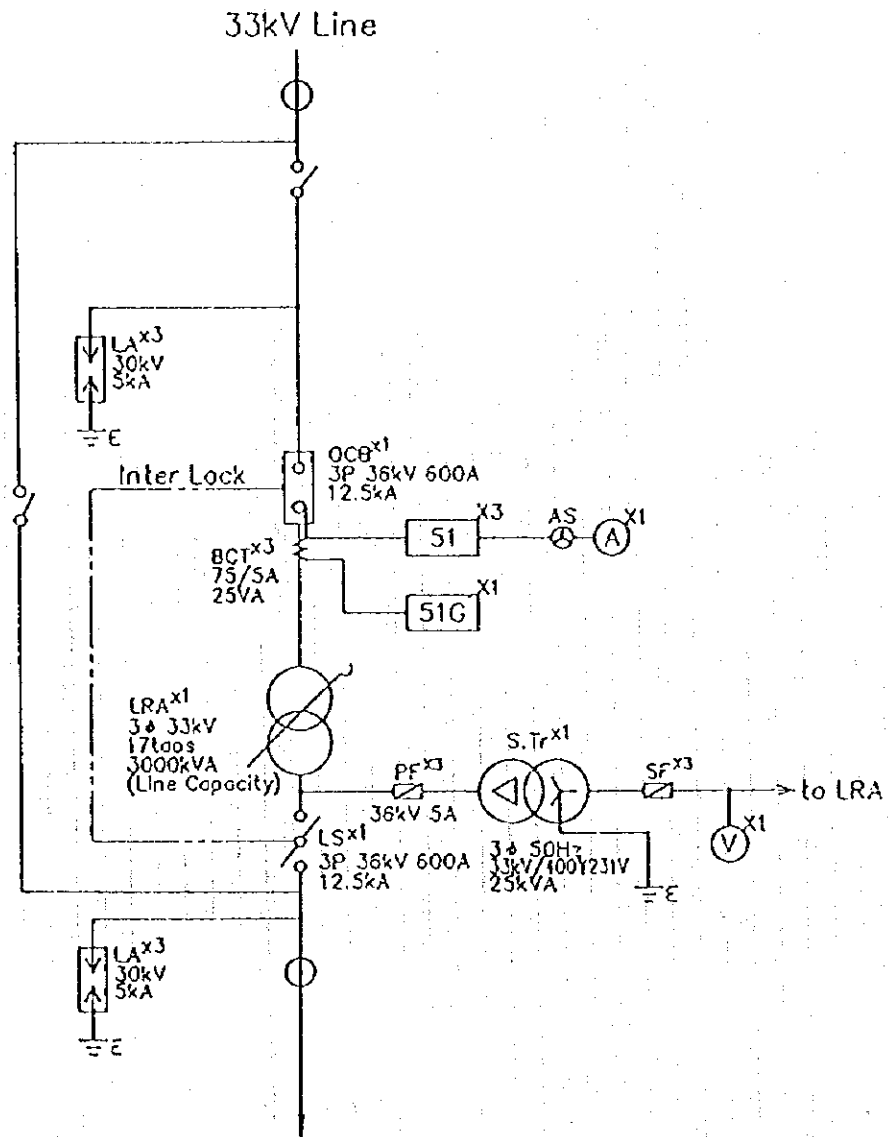 33kV Line
LA x3
30kV
5kA
E
Inter Lock
OCB x1
3P 36kV 600A
12.5kA
BCT x3
75/5A
25VA
51 x3
AS
A x1
51G x1
LRA x1
3ϕ 33kV
17taps
3000kVA
(Line Capacity)
PF x3
36kV 5A
S.Tr x1
3ϕ 50Hz
33kV/400Y231V
25kVA
SF x3
to LRA
V x1
E
LS x1
3P 36kV 600A
12.5kA
LA x3
30kV
5kA
E